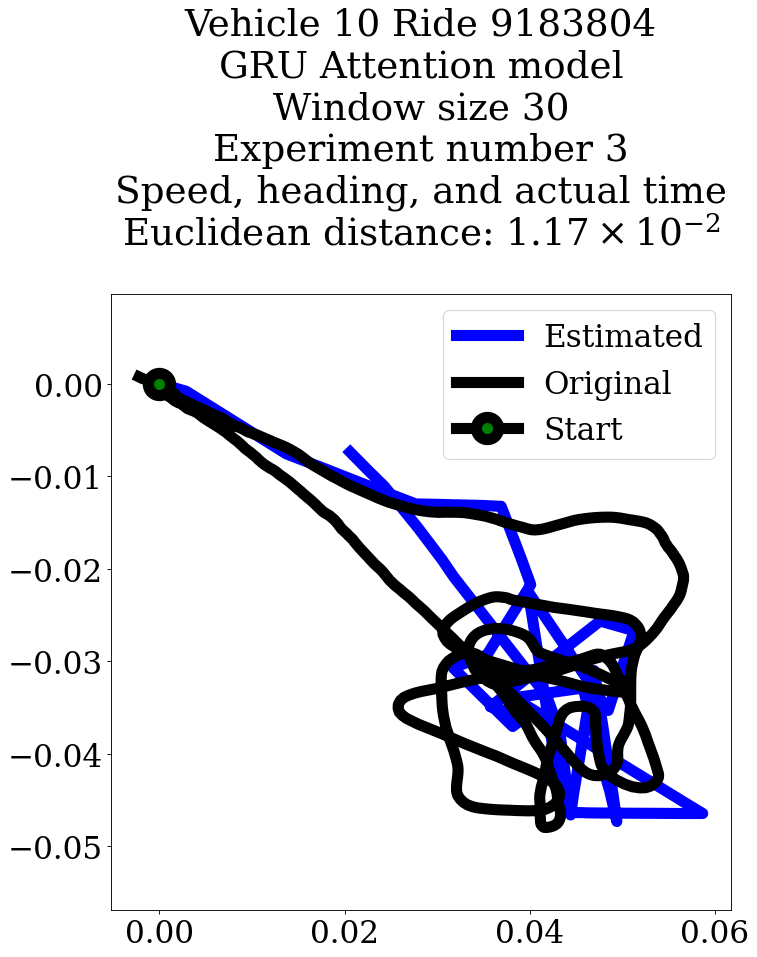 Vehicle 10 Ride 9183804
GRU Attention model
Window size 30
Experiment number 3
Speed, heading, and actual time
Euclidean distance: 1.17 × 10⁻²
Estimated
Original
Start
0.00
−0.01
−0.02
−0.03
−0.04
−0.05
0.00 0.02 0.04 0.06